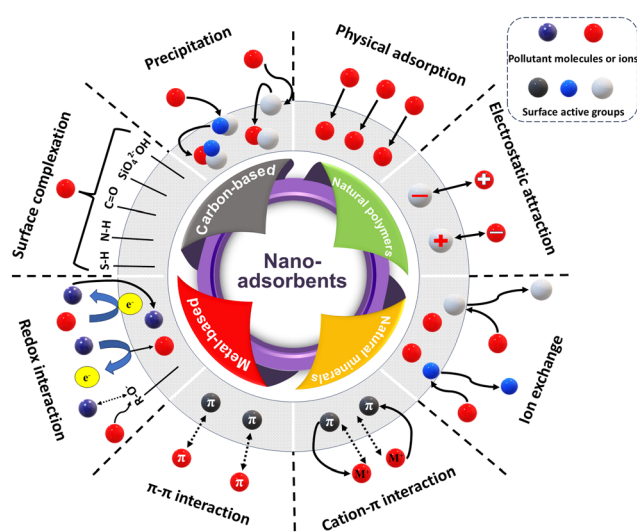 Precipitation
Physical adsorption
Pollutant molecules or ions
Surface active groups
Surface complexation
SiO₄²⁻OH
C=O
N-H
S-H
Electrostatic attraction
−
+
+
−
Carbon-based
Natural polymers
Nano-
adsorbents
Metal-based
Natural minerals
Redox interaction
e⁻
e⁻
R-O⁻
Ion exchange
π
π
π
π
π-π interaction
π
π
M⁺
M⁺
Cation-π interaction